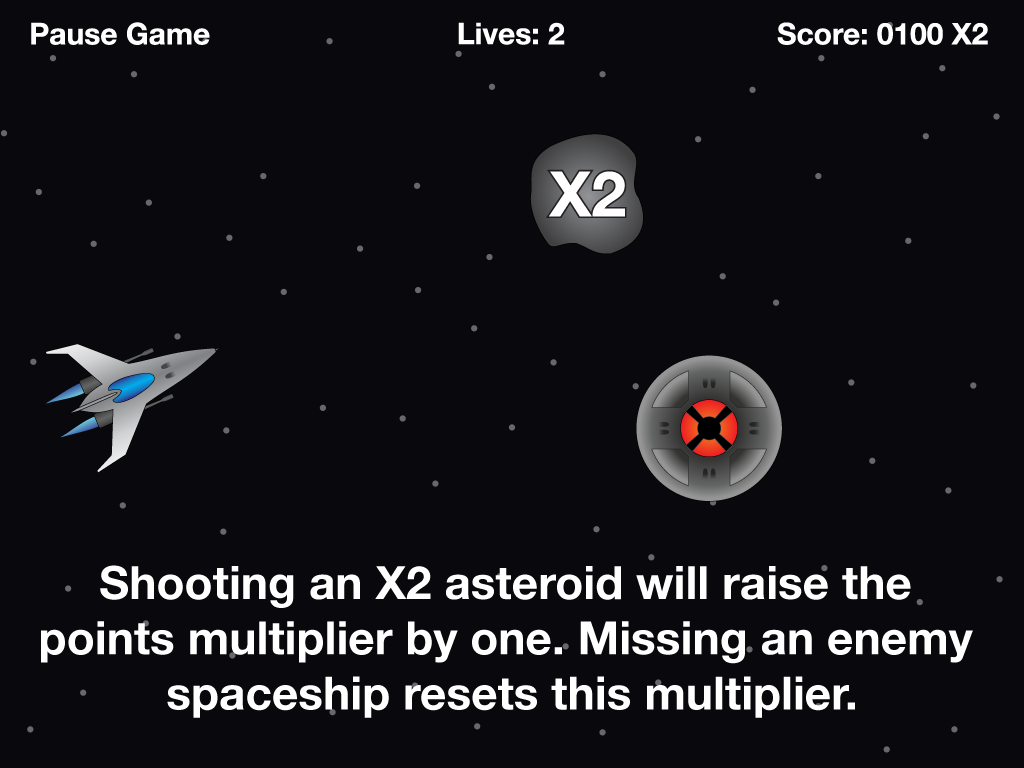 Pause Game
Lives: 2
Score: 0100 X2
X2
Shooting an X2 asteroid will raise the
points multiplier by one. Missing an enemy
spaceship resets this multiplier.